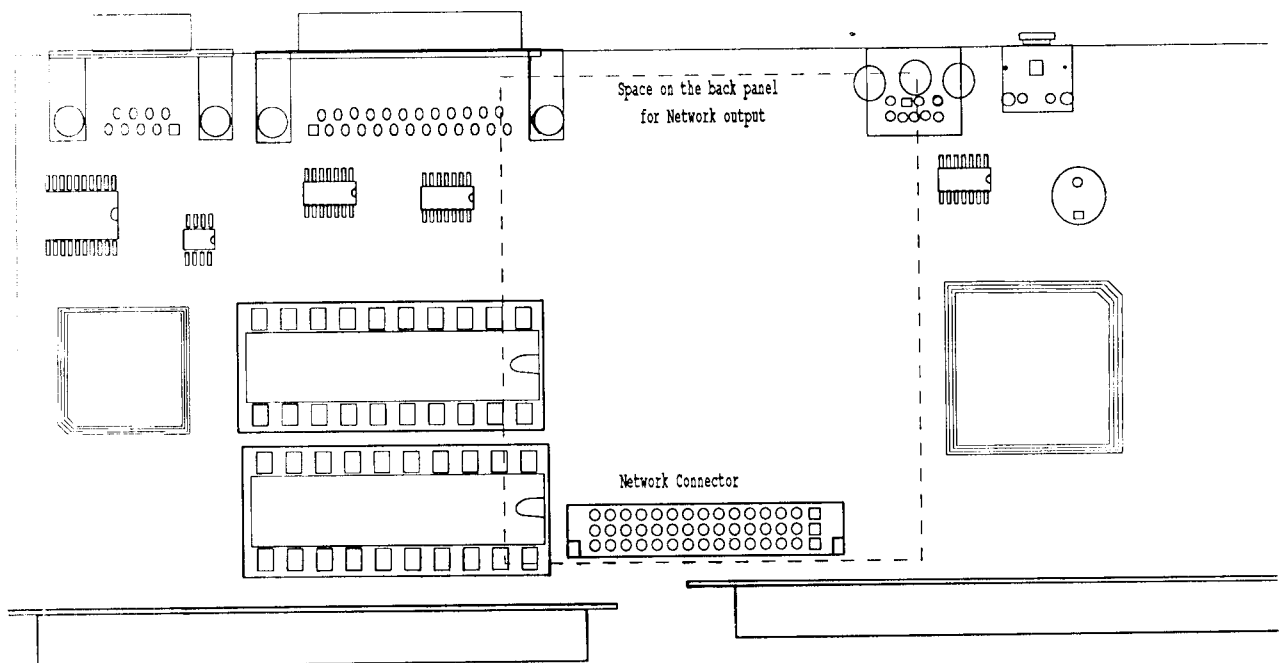 Space on the back panel
for Network output
Network Connector